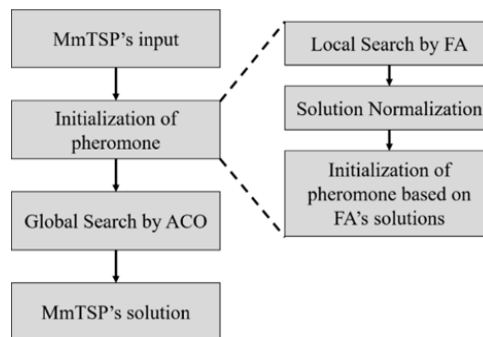 MmTSP's input
Initialization of
pheromone
Global Search by ACO
MmTSP's solution
Local Search by FA
Solution Normalization
Initialization of
pheromone based on
FA's solutions